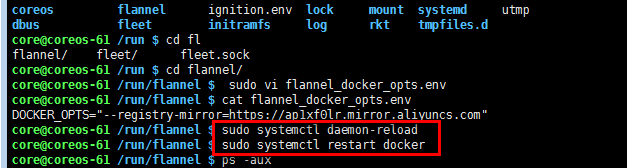 coreos flannel ignition.env lock mount systemd utmp
dbus fleet initramfs log rkt tmpfiles.d
core@coreos-61 /run $ cd fl
flannel/ fleet/ fleet.sock
core@coreos-61 /run $ cd flannel/
core@coreos-61 /run/flannel $ sudo vi flannel_docker_opts.env
core@coreos-61 /run/flannel $ cat flannel_docker_opts.env
DOCKER_OPTS="--registry-mirror=https://ap1xf0lr.mirror.aliyuncs.com"
core@coreos-61 /run/flannel $ sudo systemctl daemon-reload
core@coreos-61 /run/flannel $ sudo systemctl restart docker
core@coreos-61 /run/flannel $ ps -aux